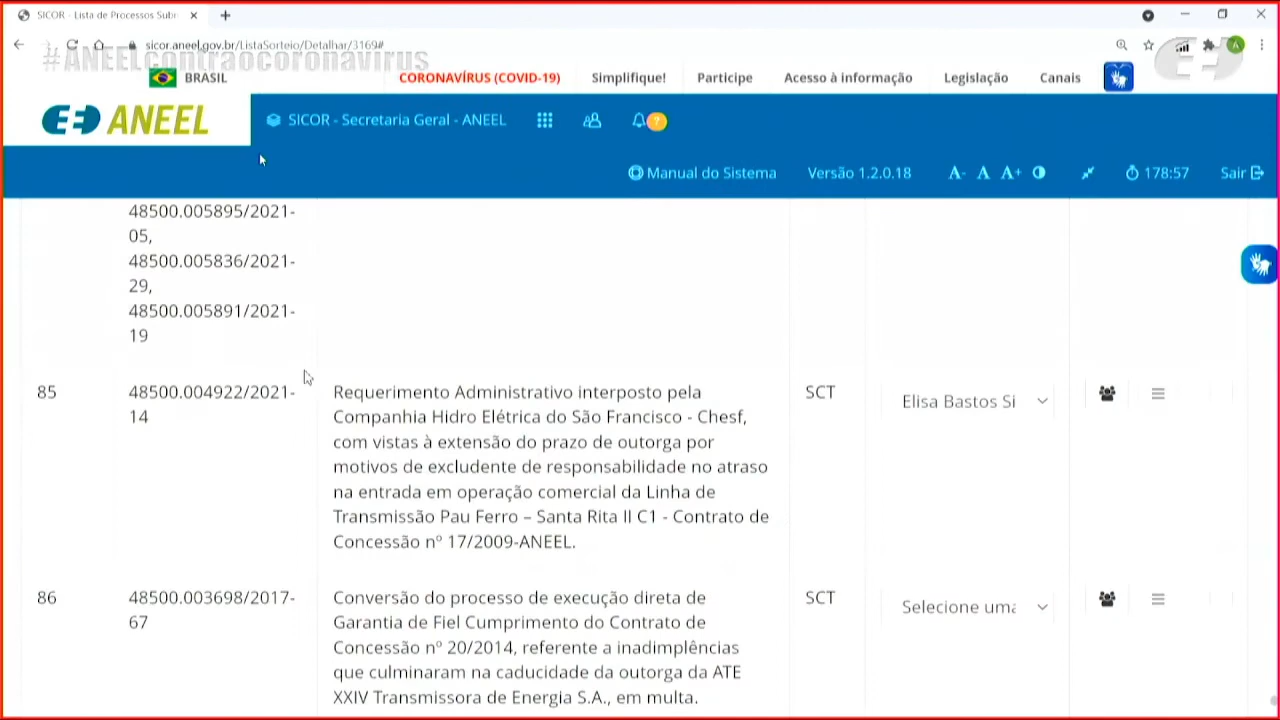 SICOR - Lista de Processos Sub
sicor.aneel.gov.br/ListaSorteio/Detalhar/3169#
#ANEELcontraocoronavírus
BRASIL
CORONAVÍRUS (COVID-19)
Simplifique!
Participe
Acesso à informação
Legislação
Canais
ANEEL
SICOR - Secretaria Geral - ANEEL
?
Manual do Sistema
Versão 1.2.0.18
A-
A
A+
178:57
Sair
48500.005895/2021-
05,
48500.005836/2021-
29,
48500.005891/2021-
19
85
48500.004922/2021-
14
Requerimento Administrativo interposto pela
Companhia Hidro Elétrica do São Francisco - Chesf,
com vistas à extensão do prazo de outorga por
motivos de excludente de responsabilidade no atraso
na entrada em operação comercial da Linha de
Transmissão Pau Ferro – Santa Rita II C1 - Contrato de
Concessão nº 17/2009-ANEEL.
SCT
Elisa Bastos Si
86
48500.003698/2017-
67
Conversão do processo de execução direta de
Garantia de Fiel Cumprimento do Contrato de
Concessão nº 20/2014, referente a inadimplências
que culminaram na caducidade da outorga da ATE
XXIV Transmissora de Energia S.A., em multa.
SCT
Selecione uma